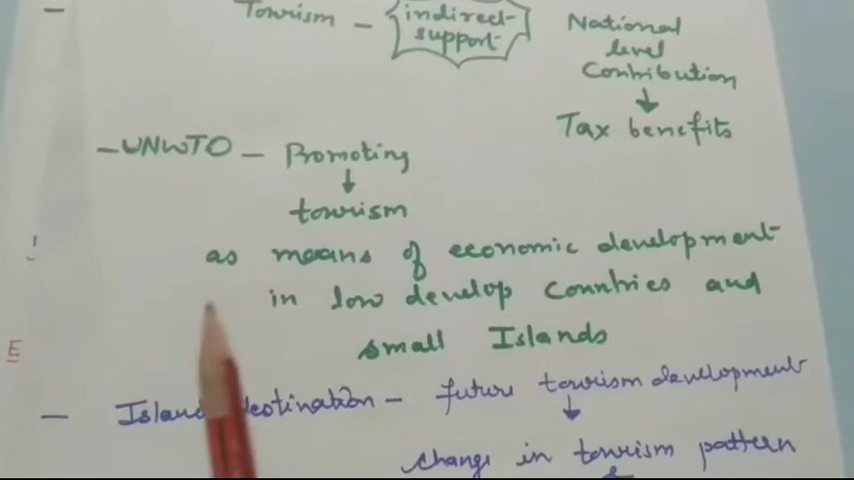 Tourism - indirect support
National level Contribution
↓
Tax benefits
- UNWTO - Promoting
↓
tourism
as means of economic development
in low develop Countries and
small Islands
- Island destination - future tourism development
↓
change in tourism pattern
E